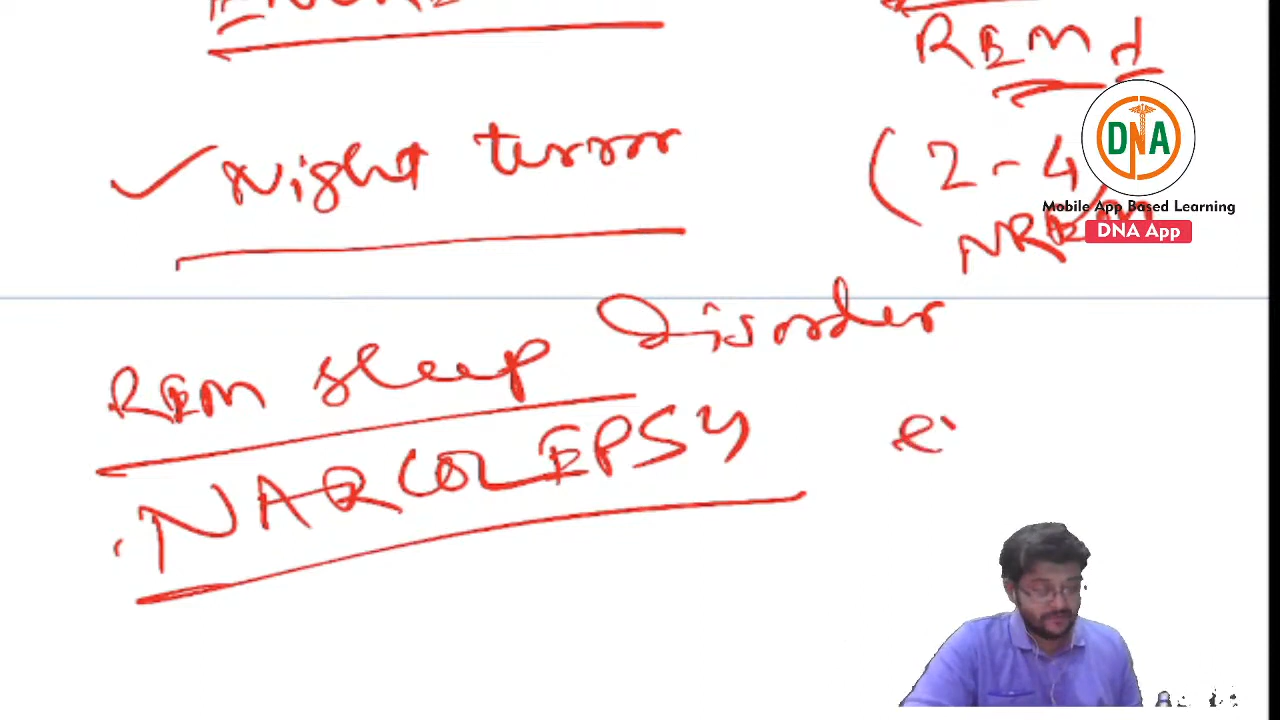 REM d
✓ Night terror (2-4
NREM
DNA
Mobile App Based Learning
DNA App
REM sleep disorder
NARCOLEPSY